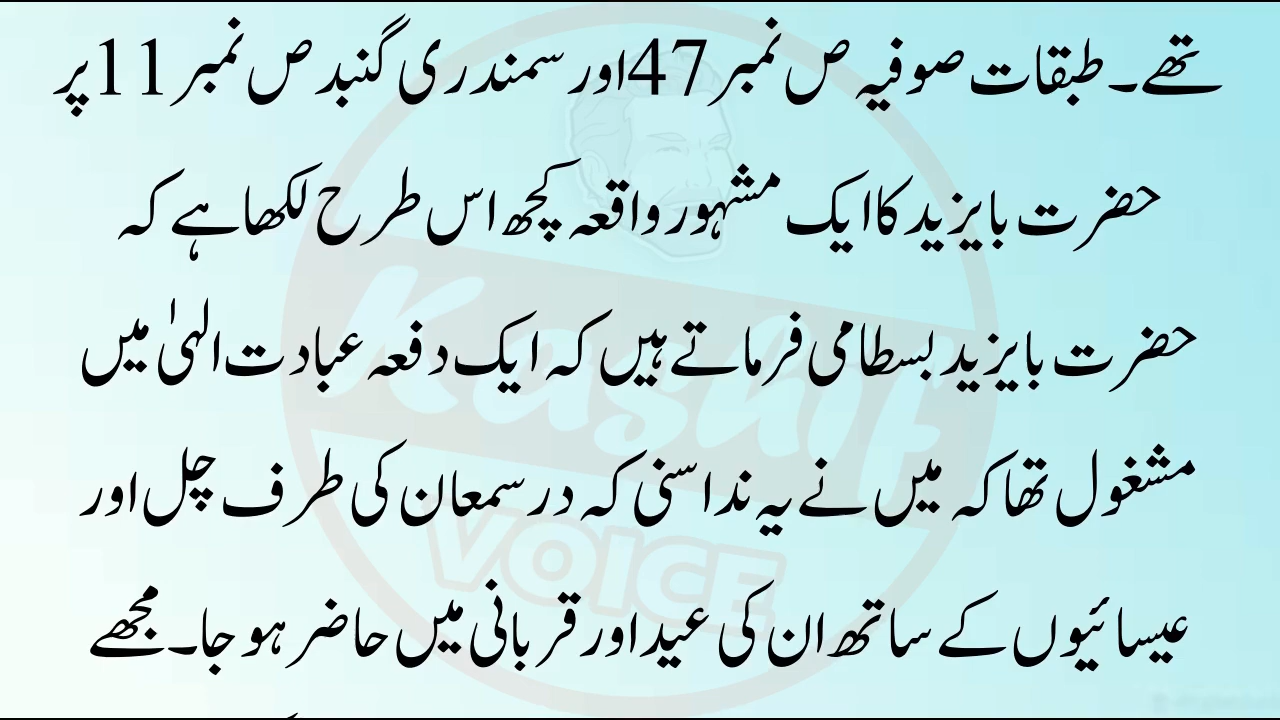 تھے۔ طبقات صوفیہ ص نمبر 47 اور سمندری گنبد ص نمبر 11 پر
حضرت بایزید کا ایک مشہور واقعہ کچھ اس طرح لکھا ہے کہ
حضرت بایزید بسطامی فرماتے ہیں کہ ایک دفعہ عبادت الہیٰ میں
مشغول تھا کہ میں نے یہ ندا سنی کہ در سمعان کی طرف چل اور
عیسائیوں کے ساتھ ان کی عید اور قربانی میں حاضر ہو جا۔ مجھے
Kashif
VOICE